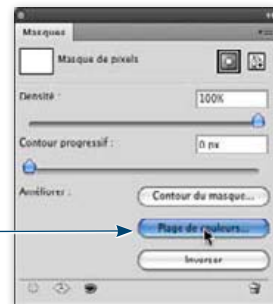 Masques
Masque de pixels
Densité : 100%
Contour progressif : 0 px
Améliorer : Contour du masque...
Plage de couleurs...
Inverser